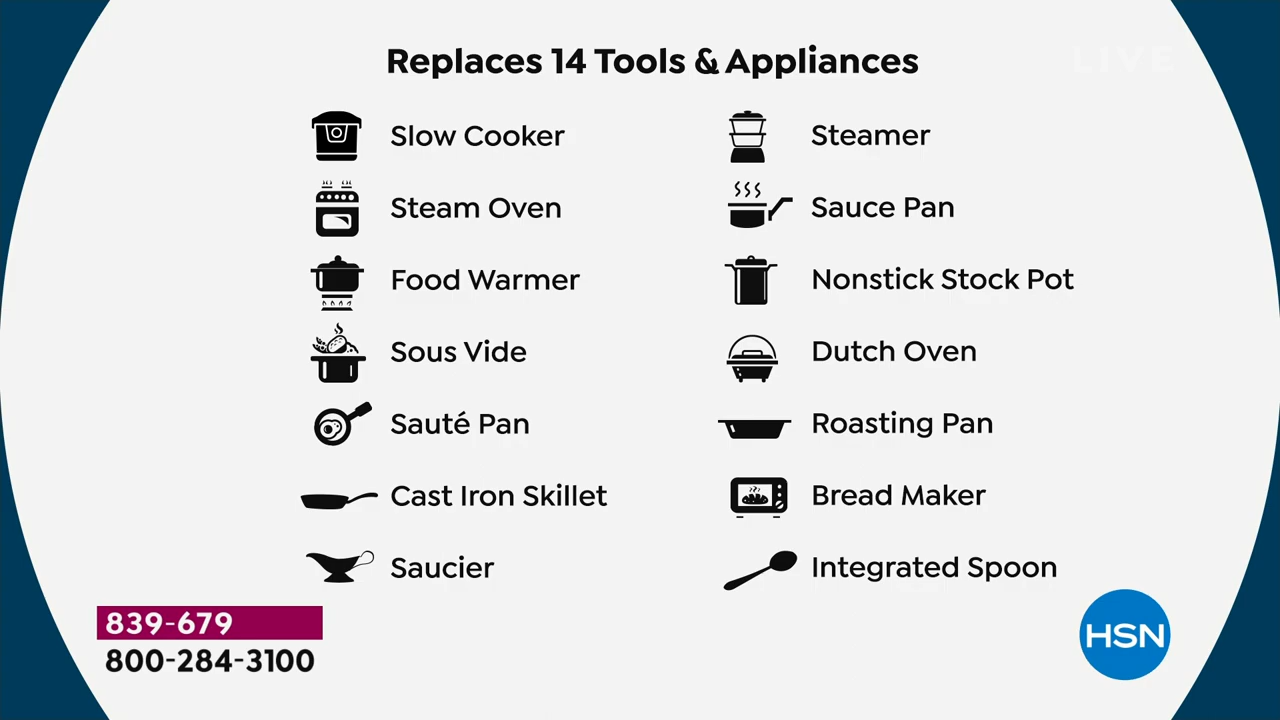 Replaces 14 Tools & Appliances
LIVE
Slow Cooker
Steamer
Steam Oven
Sauce Pan
Food Warmer
Nonstick Stock Pot
Sous Vide
Dutch Oven
Sauté Pan
Roasting Pan
Cast Iron Skillet
Bread Maker
Saucier
Integrated Spoon
839-679
800-284-3100
HSN